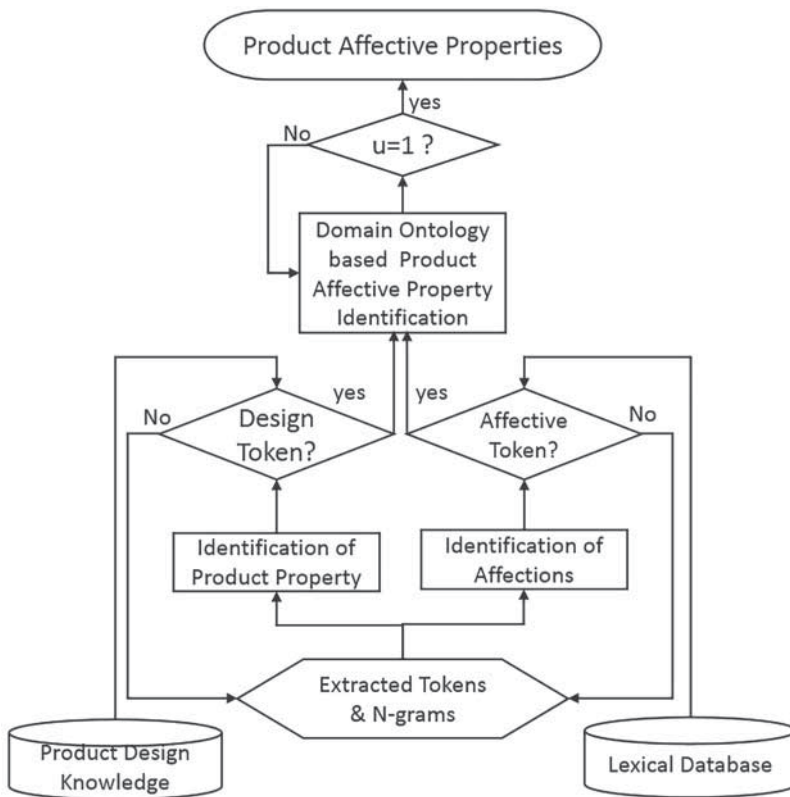 Product Affective Properties
yes
No
u=1 ?
Domain Ontology
based Product
Affective Property
Identification
yes
yes
No
Design
Token?
Affective
Token?
No
Identification of
Product Property
Identification of
Affections
Extracted Tokens
& N-grams
Product Design
Knowledge
Lexical Database